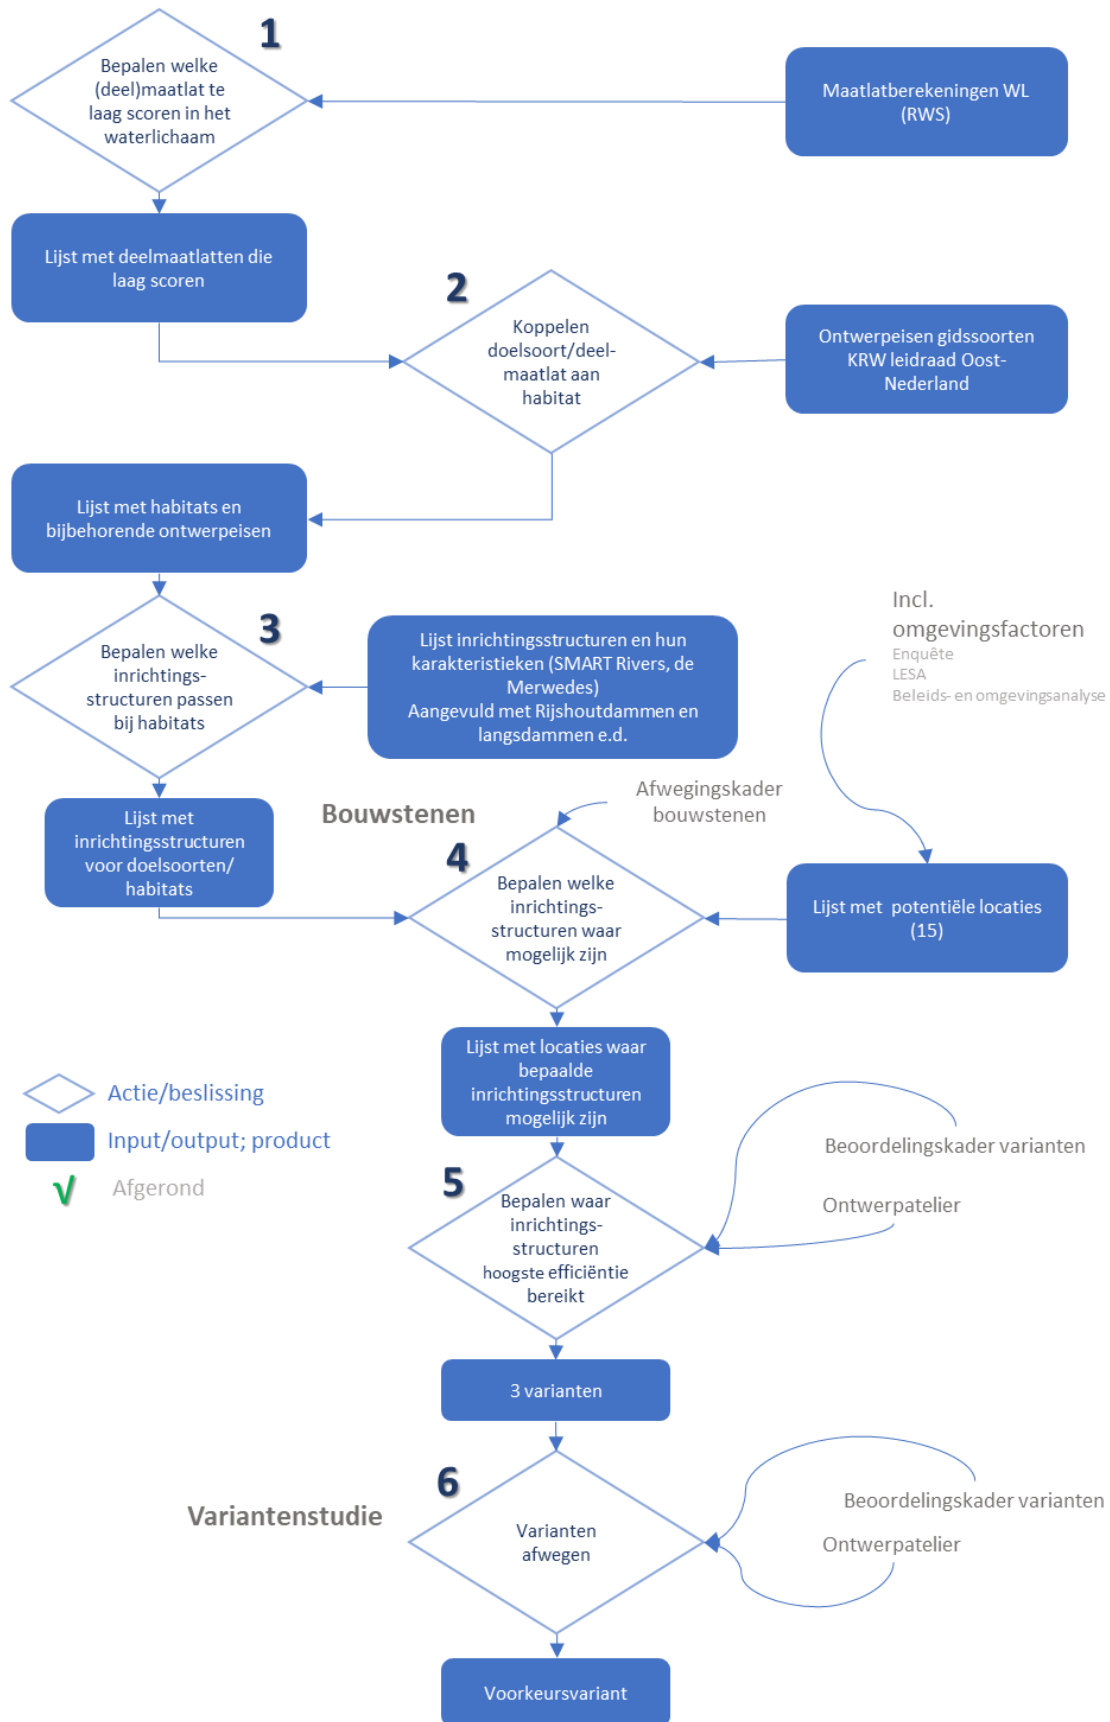 1
Bepalen welke
(deel)maatlat te
laag scoren in het
waterlichaam
Maatlatberekeningen WL
(RWS)
Lijst met deelmaatlatten die
laag scoren
2
Koppelen
doelsoort/deel-
maatlat aan
habitat
Ontwerpeisen gidssoorten
KRW leidraad Oost-
Nederland
Lijst met habitats en
bijbehorende ontwerpeisen
3
Bepalen welke
inrichtings-
structuren passen
bij habitats
Lijst inrichtingsstructuren en hun
karakteristieken (SMART Rivers, de
Merwedes)
Aangevuld met Rijshoutdammen en
langsdammen e.d.
Incl.
omgevingsfactoren
Enquête
LESA
Beleids- en omgevingsanalyse
Lijst met
inrichtingsstructuren
voor doelsoorten/
habitats
Bouwstenen
Afwegingskader
bouwstenen
4
Bepalen welke
inrichtings-
structuren waar
mogelijk zijn
Lijst met  potentiële locaties
(15)
Lijst met locaties waar
bepaalde
inrichtingsstructuren
mogelijk zijn
Actie/beslissing
Input/output; product
√ Afgerond
5
Bepalen waar
inrichtings-
structuren
hoogste efficiëntie
bereikt
Beoordelingskader varianten
Ontwerpatelier
3 varianten
6
Variantenstudie
Varianten
afwegen
Beoordelingskader varianten
Ontwerpatelier
Voorkeursvariant